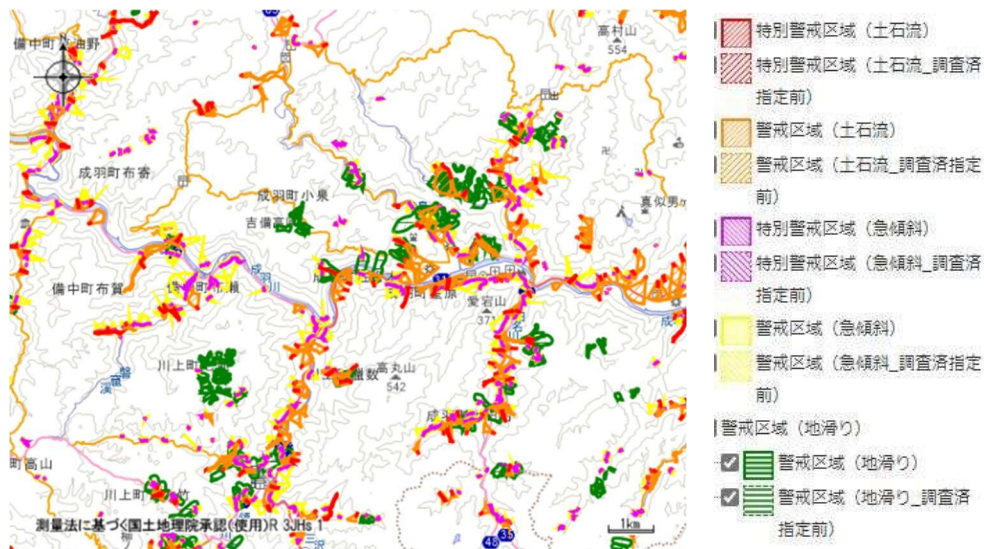 高村山
554
備中町
油野
成羽町布寄
成羽町小泉
吉備高
真似男ヶ
備中町布賀
成羽川
愛宕山
371
川上町
高丸山
542
町高山
川上町
竹
測量法に基づく国土地理院承認(使用)R 3JHs 1
1km
特別警戒区域（土石流）
特別警戒区域（土石流_調査済
指定前）
警戒区域（土石流）
警戒区域（土石流_調査済指定
前）
特別警戒区域（急傾斜）
特別警戒区域（急傾斜_調査済
指定前）
警戒区域（急傾斜）
警戒区域（急傾斜_調査済指定
前）
警戒区域（地滑り）
警戒区域（地滑り）
警戒区域（地滑り_調査済
指定前）